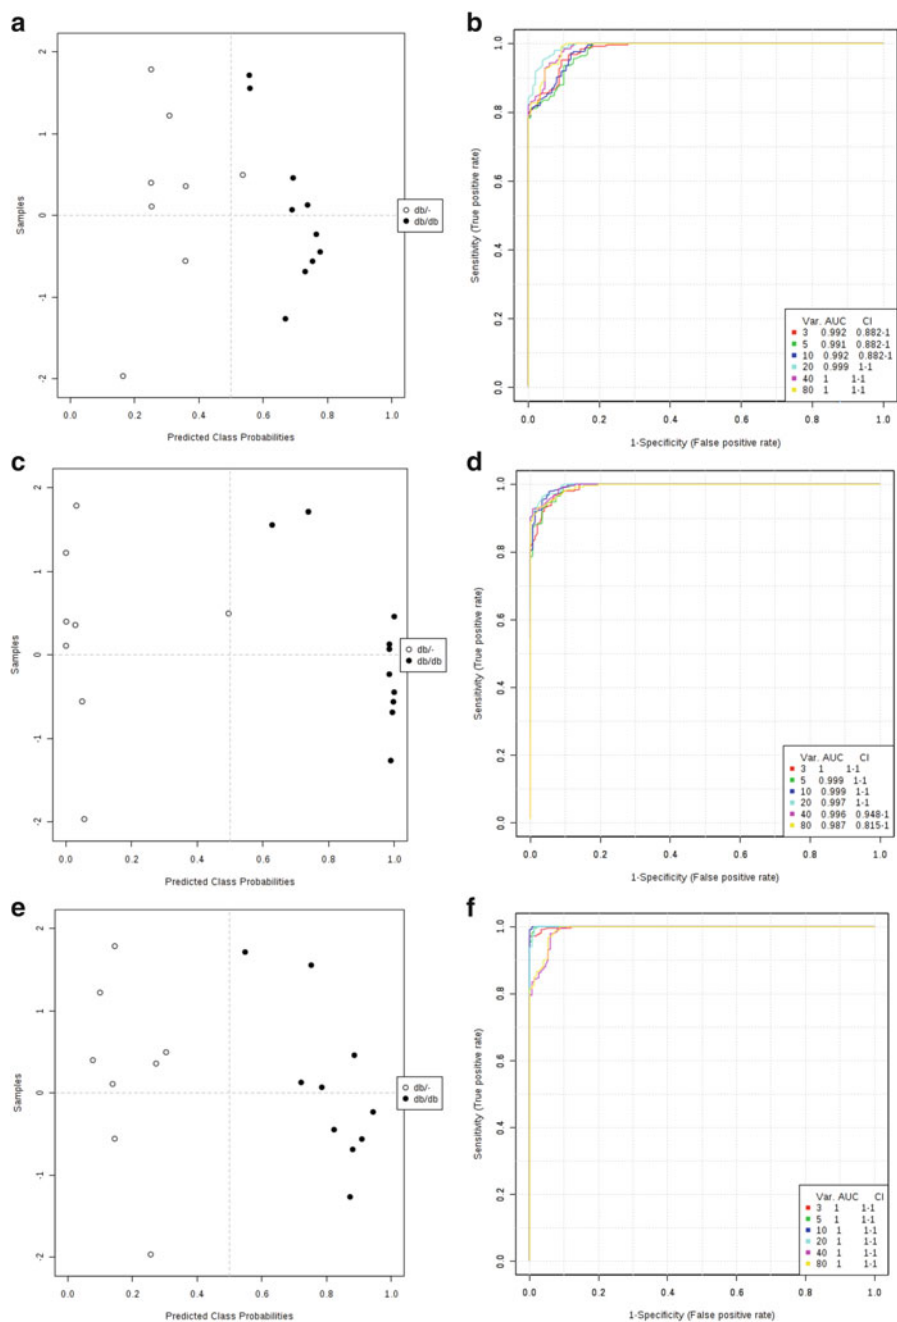 a
2
1
0
-1
-2
Samples
0.0 0.2 0.4 0.6 0.8 1.0
Predicted Class Probabilities
db/-
db/db
b
1.0
0.8
0.6
0.4
0.2
0.0
Sensitivity (True positive rate)
Var. AUC CI
3 0.992 0.882-1
5 0.991 0.882-1
10 0.992 0.882-1
20 0.999 1-1
40 1 1-1
80 1 1-1
0.0 0.2 0.4 0.6 0.8 1.0
1-Specificity (False positive rate)
c
2
1
0
-1
-2
Samples
0.0 0.2 0.4 0.6 0.8 1.0
Predicted Class Probabilities
db/-
db/db
d
1.0
0.8
0.6
0.4
0.2
0.0
Sensitivity (True positive rate)
Var. AUC CI
3 1 1-1
5 0.999 1-1
10 0.999 1-1
20 0.997 1-1
40 0.996 0.948-1
80 0.987 0.815-1
0.0 0.2 0.4 0.6 0.8 1.0
1-Specificity (False positive rate)
e
2
1
0
-1
-2
Samples
0.0 0.2 0.4 0.6 0.8 1.0
Predicted Class Probabilities
db/-
db/db
f
1.0
0.8
0.6
0.4
0.2
0.0
Sensitivity (True positive rate)
Var. AUC CI
3 1 1-1
5 1 1-1
10 1 1-1
20 1 1-1
40 1 1-1
80 1 1-1
0.0 0.2 0.4 0.6 0.8 1.0
1-Specificity (False positive rate)